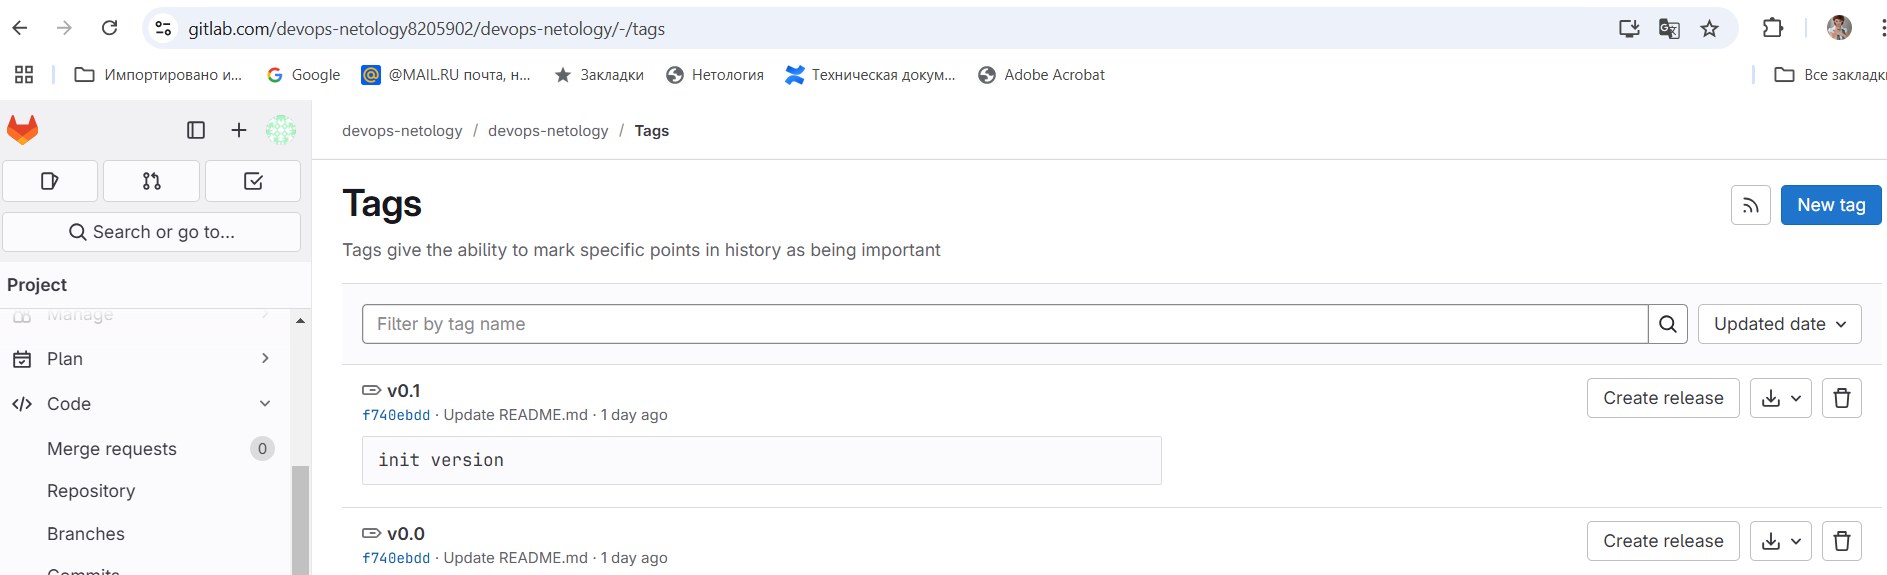 gitlab.com/devops-netology8205902/devops-netology/-/tags
Импортировано и... Google @MAIL.RU почта, н... Закладки Нетология Техническая докум... Adobe Acrobat Все закладки
devops-netology / devops-netology / Tags
Search or go to...
Project
Manage
Plan
Code
Merge requests 0
Repository
Branches
Commits
Tags
New tag
Tags give the ability to mark specific points in history as being important
Filter by tag name
Updated date
v0.1
f740ebdd · Update README.md · 1 day ago
Create release
init version
v0.0
f740ebdd · Update README.md · 1 day ago
Create release